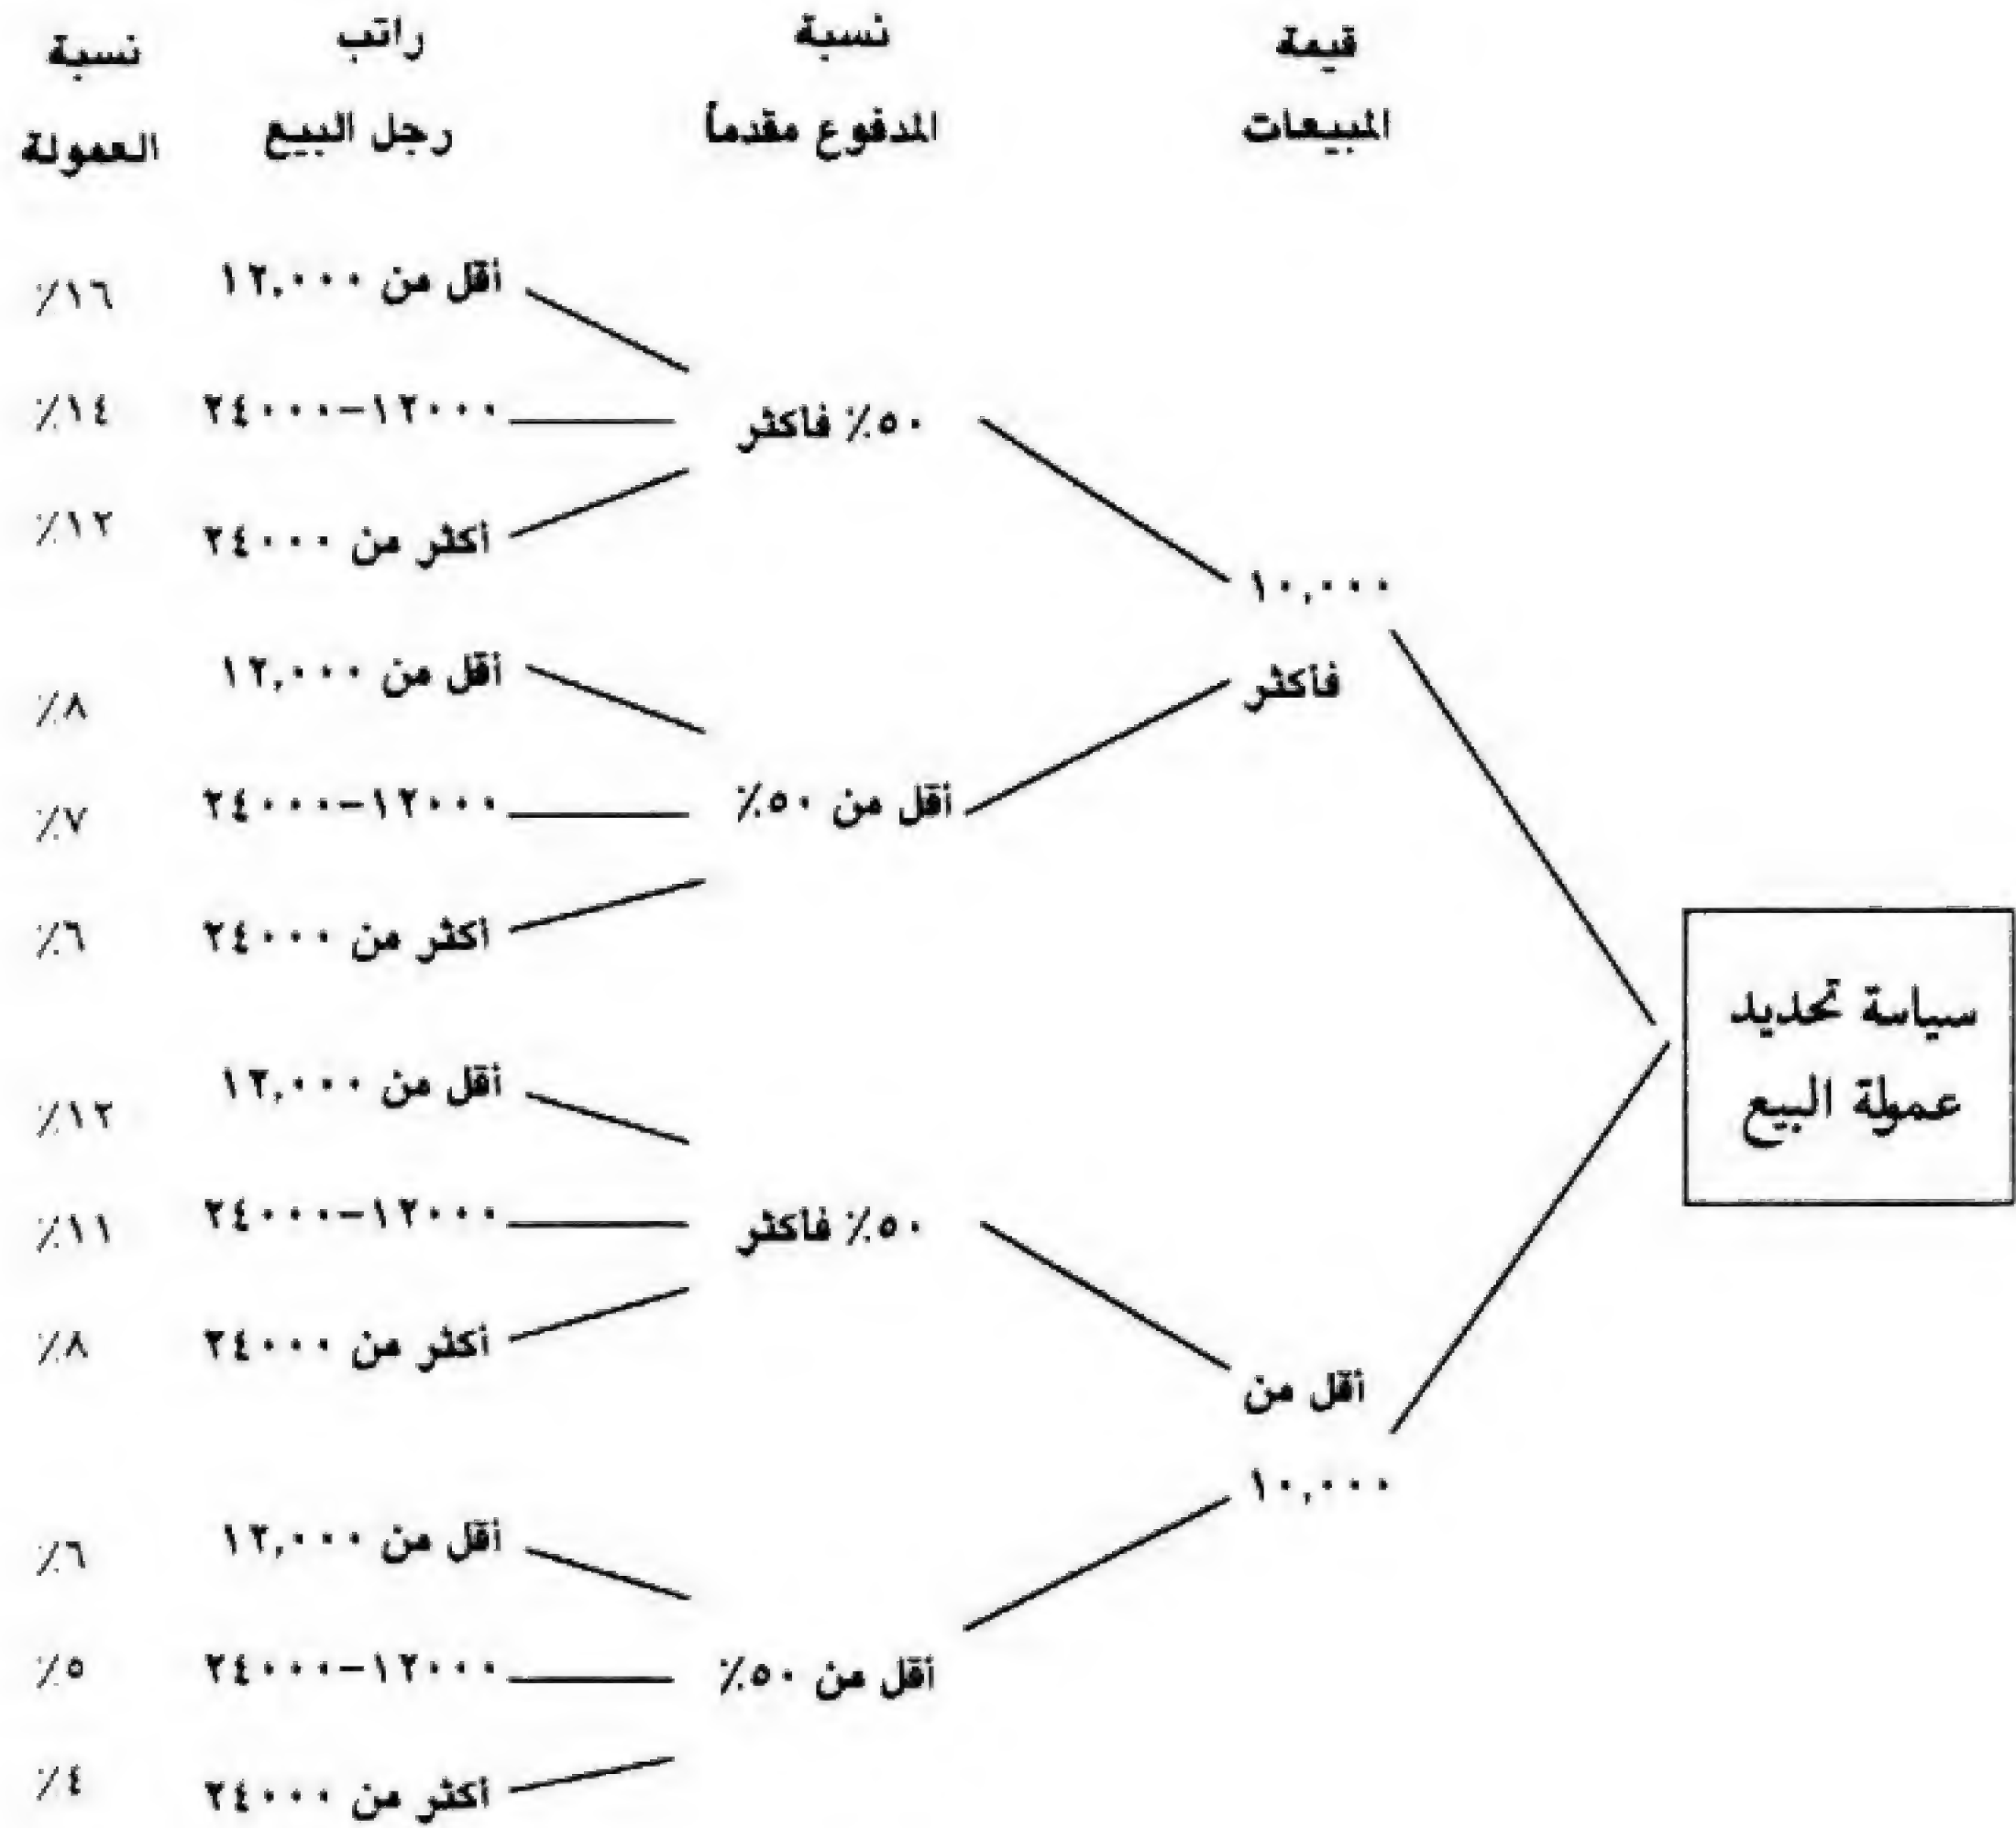 قيمة
المبيعات
نسبة
المدفوع مقدماً
راتب
رجل البيع
نسبة
العمولة
سياسة تحديد
عمولة البيع
١٠,٠٠٠
فأكثر
٥٠٪ فأكثر
أقل من ١٢,٠٠٠
١٦٪
١٢٠٠٠-٢٤٠٠٠
١٤٪
أكثر من ٢٤٠٠٠
١٢٪
أقل من ٥٠٪
أقل من ١٢,٠٠٠
٨٪
١٢٠٠٠-٢٤٠٠٠
٧٪
أكثر من ٢٤٠٠٠
٦٪
أقل من
١٠,٠٠٠
٥٠٪ فأكثر
أقل من ١٢,٠٠٠
١٢٪
١٢٠٠٠-٢٤٠٠٠
١١٪
أكثر من ٢٤٠٠٠
٨٪
أقل من ٥٠٪
أقل من ١٢,٠٠٠
٦٪
١٢٠٠٠-٢٤٠٠٠
٥٪
أكثر من ٢٤٠٠٠
٤٪